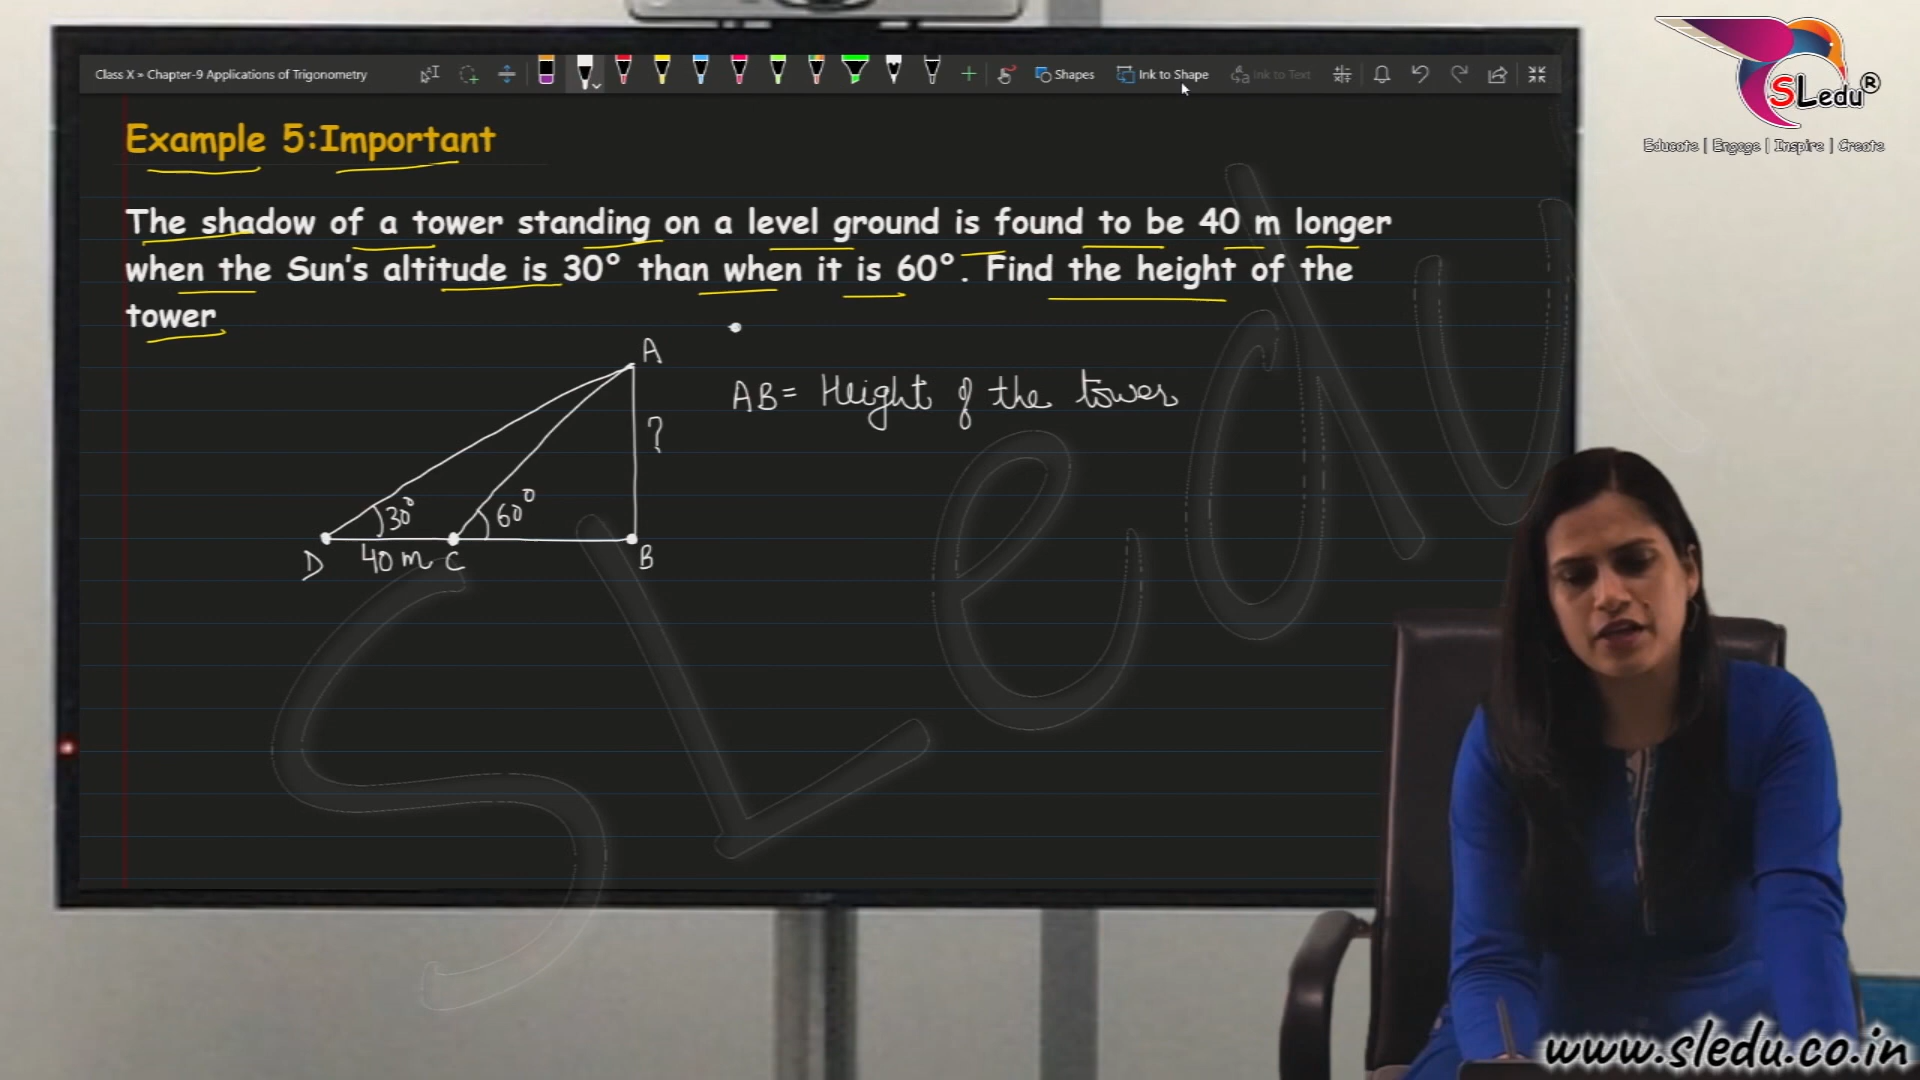 Class X » Chapter-9 Applications of Trigonometry
Shapes
Ink to Shape
Ink to Text
SLedu®
Educate | Engage | Inspire | Create
Example 5:Important
The shadow of a tower standing on a level ground is found to be 40 m longer
when the Sun's altitude is 30° than when it is 60°. Find the height of the
tower
A
AB = Height of the tower
?
30°
60°
D 40 m C B
SLedu
www.sledu.co.in